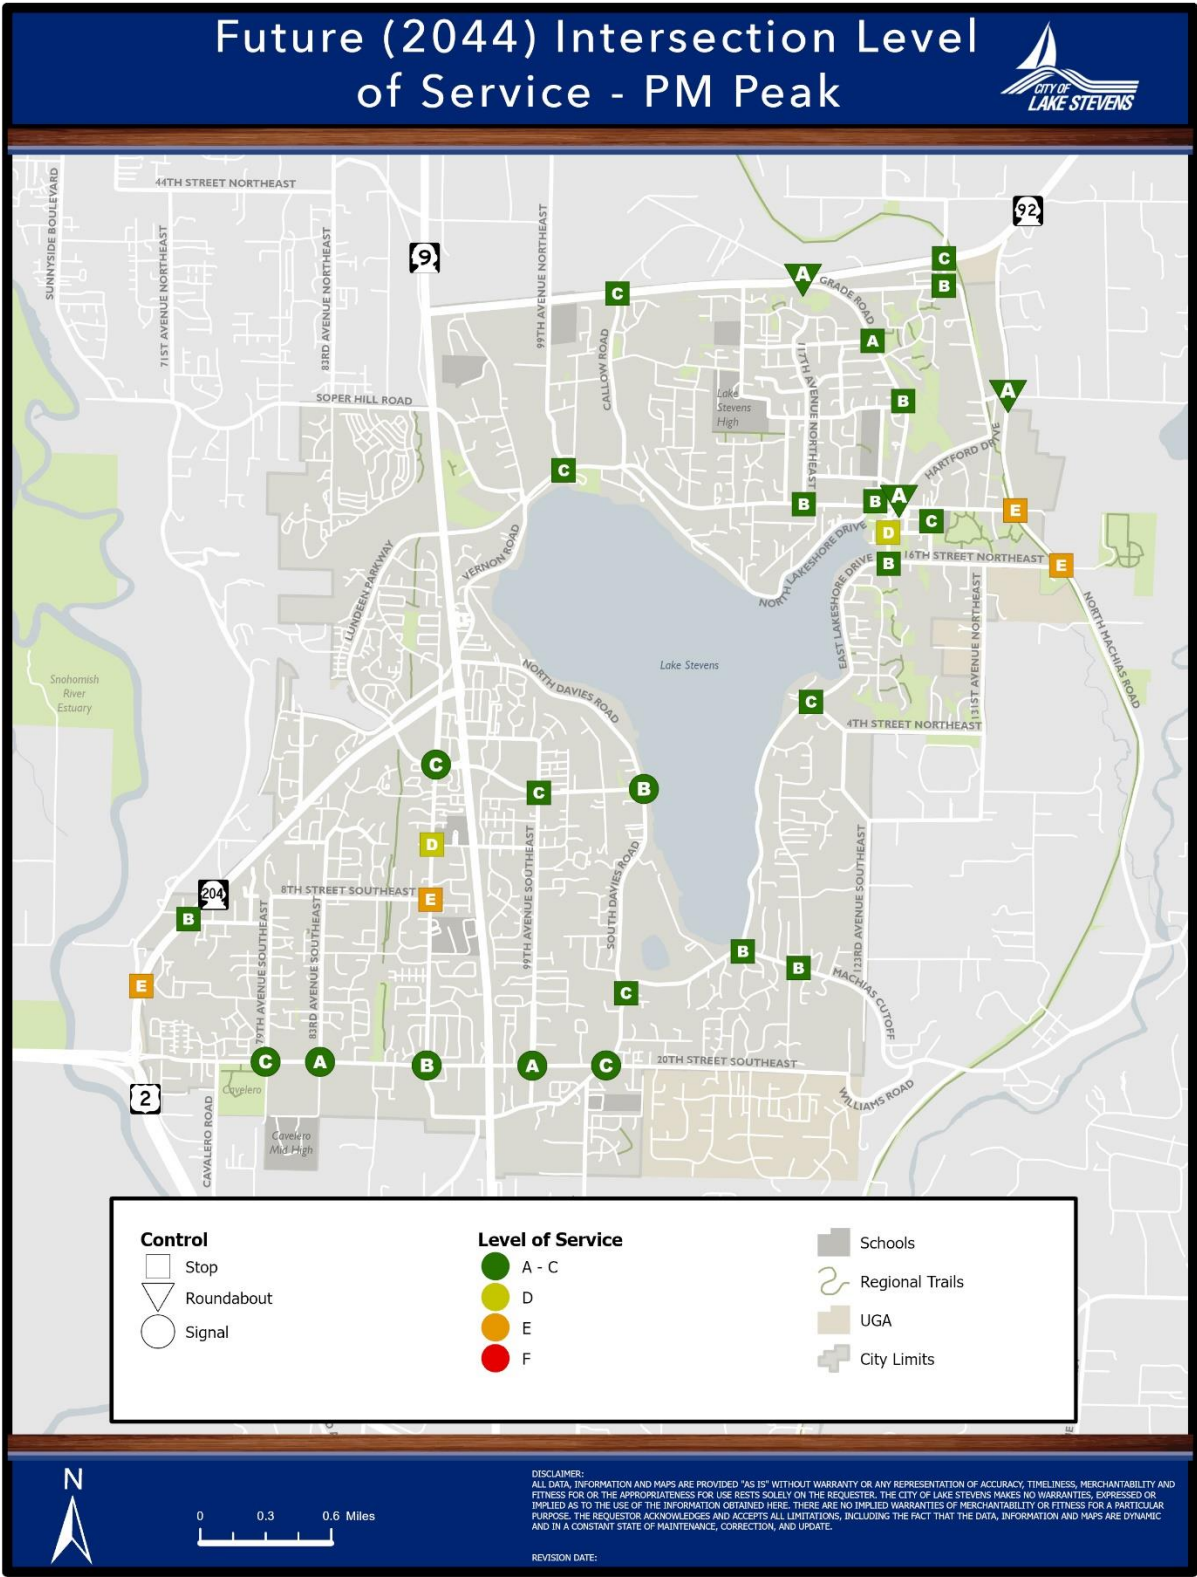 Future (2044) Intersection Level
of Service - PM Peak
CITY OF
LAKE STEVENS
44TH STREET NORTHEAST
SUNNYSIDE BOULEVARD
71ST AVENUE NORTHEAST
83RD AVENUE NORTHEAST
99TH AVENUE NORTHEAST
92
9
C
B
A
GRADE ROAD
C
CALLOW ROAD
A
117TH AVENUE NORTHEAST
SOPER HILL ROAD
Lake
Stevens
High
B
A
HARTFORD DRIVE
C
B
B
A
C
E
D
B
16TH STREET NORTHEAST
E
NORTH LAKESHORE DRIVE
EAST LAKESHORE DRIVE
LUNDEEN PARKWAY
VERNON ROAD
131ST AVENUE NORTHEAST
NORTH MACHIAS ROAD
Snohomish
River
Estuary
Lake Stevens
NORTH DAVIES ROAD
C
4TH STREET NORTHEAST
C
C
B
D
99TH AVENUE SOUTHEAST
SOUTH DAVIES ROAD
123RD AVENUE SOUTHEAST
204
8TH STREET SOUTHEAST
E
B
79TH AVENUE SOUTHEAST
83RD AVENUE SOUTHEAST
B
B
MACHIAS CUTOFF
E
C
C
A
B
A
C
20TH STREET SOUTHEAST
2
Cavelero
CAVALERO ROAD
Cavelero
Mid High
WILLIAMS ROAD
Control
Stop
Roundabout
Signal
Level of Service
A - C
D
E
F
Schools
Regional Trails
UGA
City Limits
N
0 0.3 0.6 Miles
DISCLAIMER:
ALL DATA, INFORMATION AND MAPS ARE PROVIDED "AS IS" WITHOUT WARRANTY OR ANY REPRESENTATION OF ACCURACY, TIMELINESS, MERCHANTABILITY AND
FITNESS FOR OR THE APPROPRIATENESS FOR USE RESTS SOLELY ON THE REQUESTER. THE CITY OF LAKE STEVENS MAKES NO WARRANTIES, EXPRESSED OR
IMPLIED AS TO THE USE OF THE INFORMATION OBTAINED HERE. THERE ARE NO IMPLIED WARRANTIES OF MERCHANTABILITY OR FITNESS FOR A PARTICULAR
PURPOSE. THE REQUESTOR ACKNOWLEDGES AND ACCEPTS ALL LIMITATIONS, INCLUDING THE FACT THAT THE DATA, INFORMATION AND MAPS ARE DYNAMIC
AND IN A CONSTANT STATE OF MAINTENANCE, CORRECTION, AND UPDATE.
REVISION DATE: